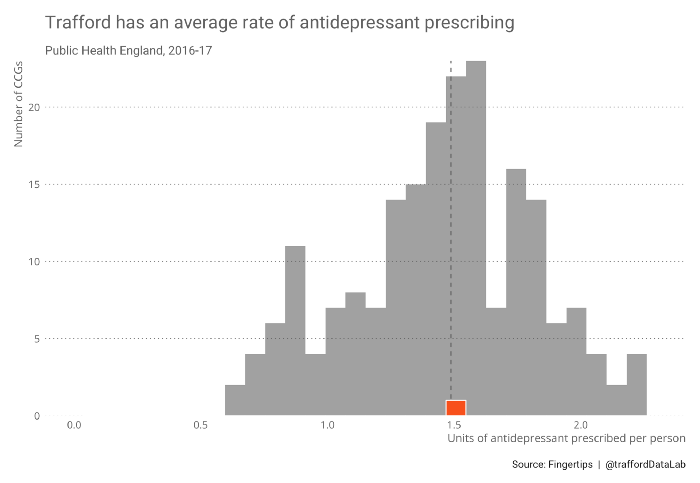 Trafford has an average rate of antidepressant prescribing
Public Health England, 2016-17
Number of CCGs
20
15
10
5
0
0.0 0.5 1.0 1.5 2.0
Units of antidepressant prescribed per person
Source: Fingertips | @traffordDataLab